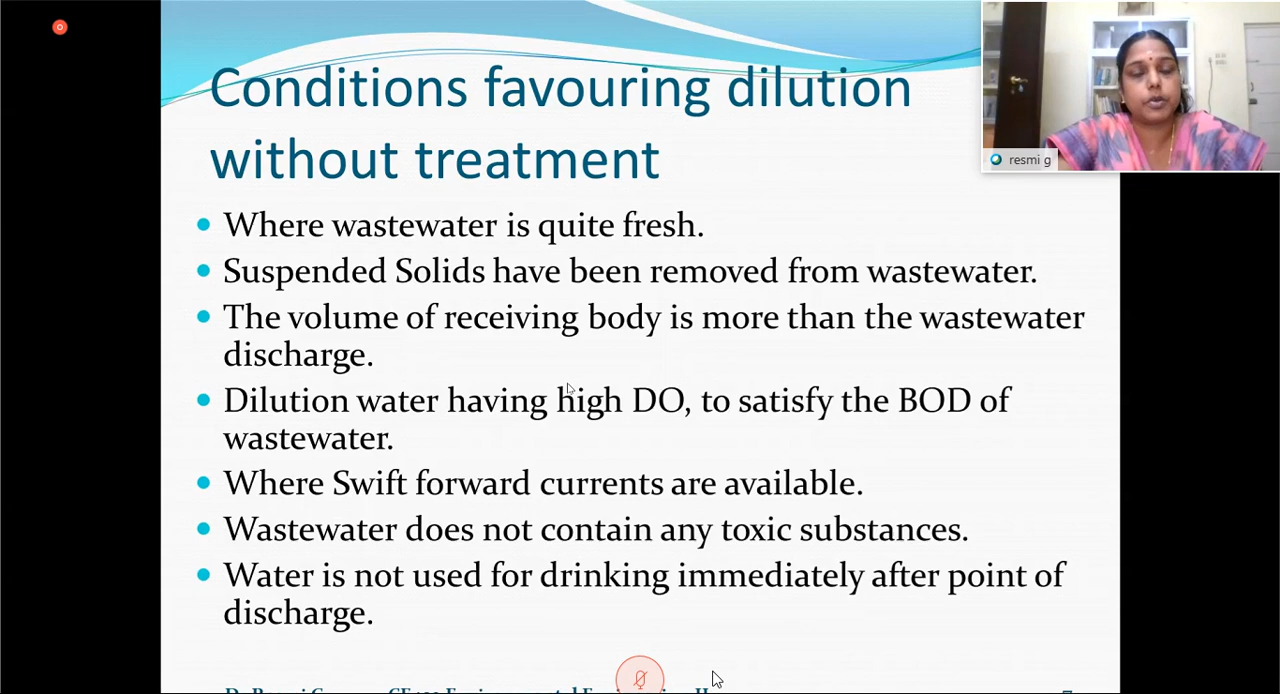 Conditions favouring dilution
without treatment
resmi g
• Where wastewater is quite fresh.
• Suspended Solids have been removed from wastewater.
• The volume of receiving body is more than the wastewater
discharge.
• Dilution water having high DO, to satisfy the BOD of
wastewater.
• Where Swift forward currents are available.
• Wastewater does not contain any toxic substances.
• Water is not used for drinking immediately after point of
discharge.